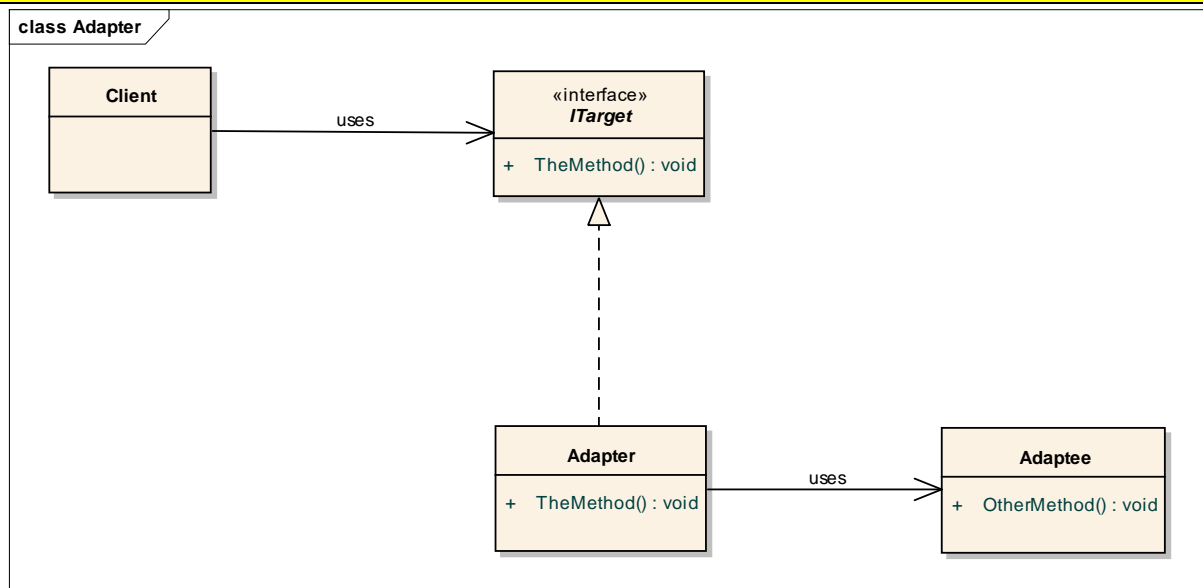 class Adapter
Client
uses
«interface»
ITarget
+ TheMethod() : void
Adapter
+ TheMethod() : void
uses
Adaptee
+ OtherMethod() : void